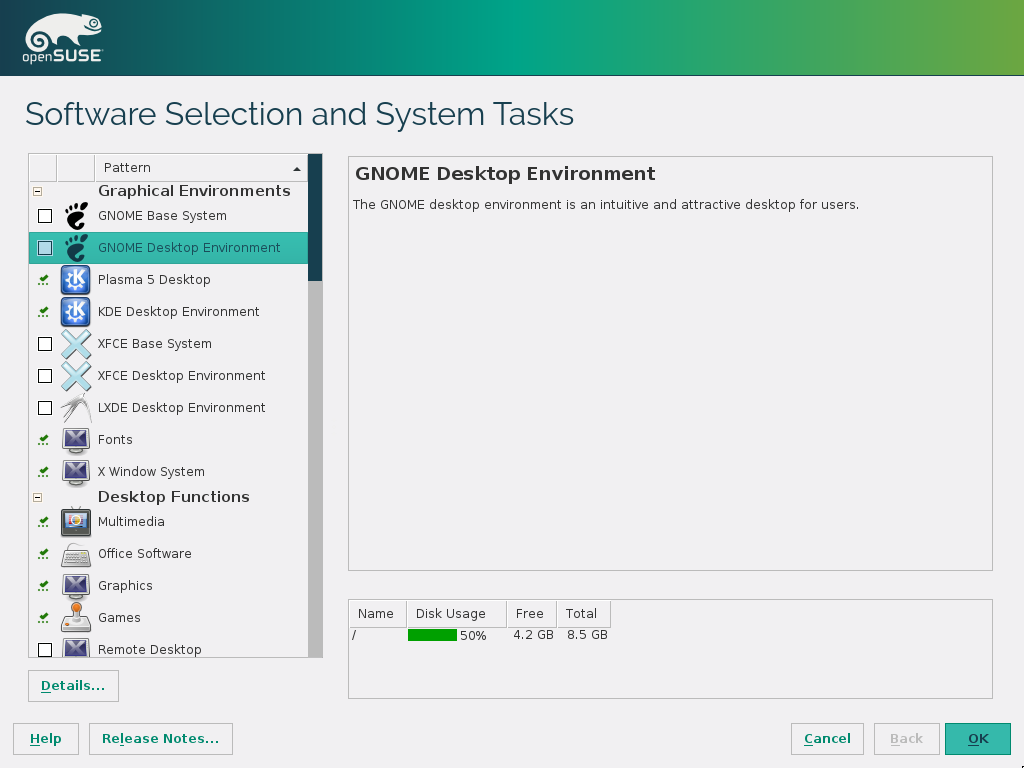 openSUSE
Software Selection and System Tasks
Pattern
Graphical Environments
GNOME Base System
GNOME Desktop Environment
Plasma 5 Desktop
KDE Desktop Environment
XFCE Base System
XFCE Desktop Environment
LXDE Desktop Environment
Fonts
X Window System
Desktop Functions
Multimedia
Office Software
Graphics
Games
Remote Desktop
Details...
GNOME Desktop Environment
The GNOME desktop environment is an intuitive and attractive desktop for users.
Name Disk Usage Free Total
/ 50% 4.2 GB 8.5 GB
Help Release Notes... Cancel Back OK